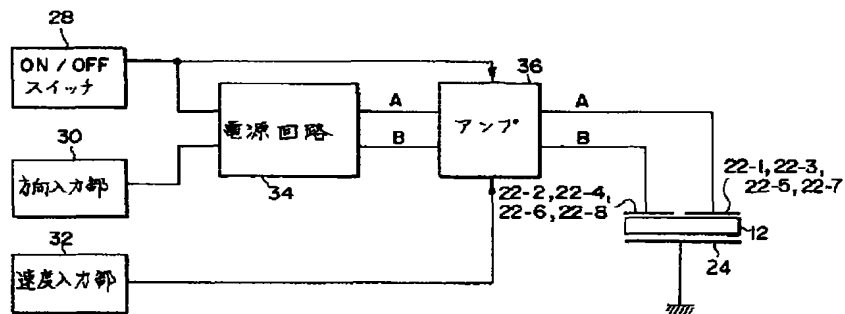 28
ON/OFF
スイッチ
30
方向入力部
32
速度入力部
電源回路
34
A
B
36
アンプ
A
B
22-1, 22-3,
22-5, 22-7
22-2, 22-4,
22-6, 22-8
12
24